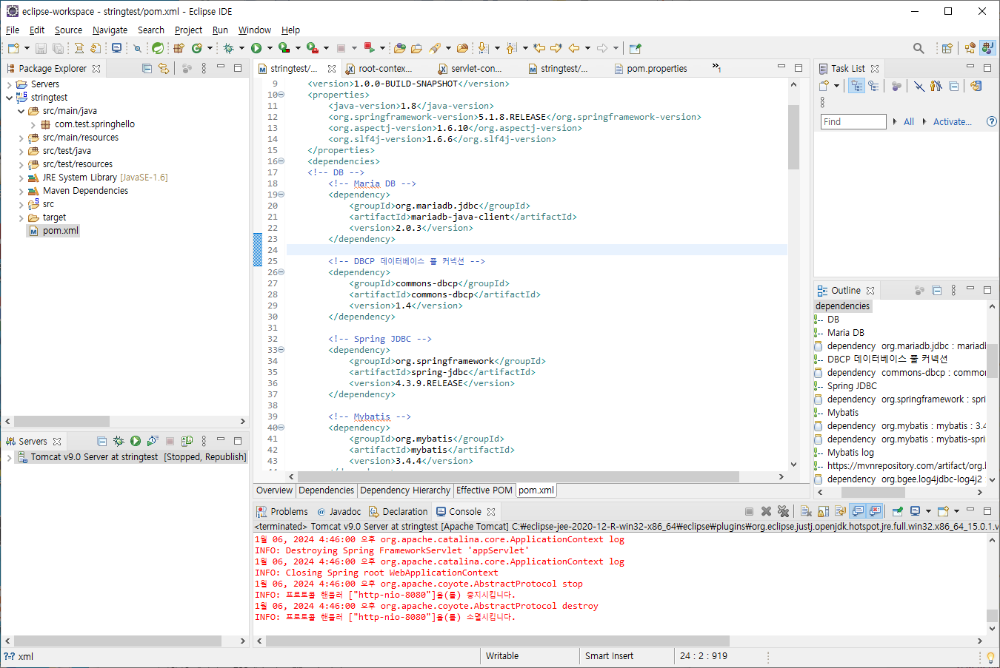 eclipse-workspace - stringtest/pom.xml - Eclipse IDE
File Edit Source Navigate Search Project Run Window Help
Package Explorer
Servers
stringtest
src/main/java
com.test.springhello
src/main/resources
src/test/java
src/test/resources
JRE System Library [JavaSE-1.6]
Maven Dependencies
src
target
pom.xml
Servers
Tomcat v9.0 Server at stringtest [Stopped, Republish]
stringtest/... root-contex... servlet-con... stringtest/... pom.properties »1
9 <version>1.0.0-BUILD-SNAPSHOT</version>
10 <properties>
11 <java-version>1.8</java-version>
12 <org.springframework-version>5.1.8.RELEASE</org.springframework-version>
13 <org.aspectj-version>1.6.10</org.aspectj-version>
14 <org.slf4j-version>1.6.6</org.slf4j-version>
15 </properties>
16 <dependencies>
17 <!-- DB -->
18 <!-- Maria DB -->
19 <dependency>
20 <groupId>org.mariadb.jdbc</groupId>
21 <artifactId>mariadb-java-client</artifactId>
22 <version>2.0.3</version>
23 </dependency>
24
25 <!-- DBCP 데이터베이스 풀 커넥션 -->
26 <dependency>
27 <groupId>commons-dbcp</groupId>
28 <artifactId>commons-dbcp</artifactId>
29 <version>1.4</version>
30 </dependency>
31
32 <!-- Spring JDBC -->
33 <dependency>
34 <groupId>org.springframework</groupId>
35 <artifactId>spring-jdbc</artifactId>
36 <version>4.3.9.RELEASE</version>
37 </dependency>
38
39 <!-- Mybatis -->
40 <dependency>
41 <groupId>org.mybatis</groupId>
42 <artifactId>mybatis</artifactId>
43 <version>3.4.4</version>
Overview Dependencies Dependency Hierarchy Effective POM pom.xml
Task List
Find All Activate...
Outline
dependencies
DB
Maria DB
dependency org.mariadb.jdbc : mariadb
DBCP 데이터베이스 풀 커넥션
dependency commons-dbcp : commo
Spring JDBC
dependency org.springframework : spri
Mybatis
dependency org.mybatis : mybatis : 3.4
dependency org.mybatis : mybatis-spri
Mybatis log
https://mvnrepository.com/artifact/org.b
dependency org.bgee.log4jdbc-log4j2
Problems Javadoc Declaration Console
<terminated> Tomcat v9.0 Server at stringtest [Apache Tomcat] C:₩eclipse-jee-2020-12-R-win32-x86_64₩eclipse₩plugins₩org.eclipse.justj.openjdk.hotspot.jre.full.win32.x86_64_15.0.1.v
1월 06, 2024 4:46:00 오후 org.apache.catalina.core.ApplicationContext log
INFO: Destroying Spring FrameworkServlet 'appServlet'
1월 06, 2024 4:46:00 오후 org.apache.catalina.core.ApplicationContext log
INFO: Closing Spring root WebApplicationContext
1월 06, 2024 4:46:00 오후 org.apache.coyote.AbstractProtocol stop
INFO: 프로토콜 핸들러 ["http-nio-8080"]을(를) 중지시킵니다.
1월 06, 2024 4:46:00 오후 org.apache.coyote.AbstractProtocol destroy
INFO: 프로토콜 핸들러 ["http-nio-8080"]을(를) 소멸시킵니다.
xml Writable Smart Insert 24 : 2 : 919